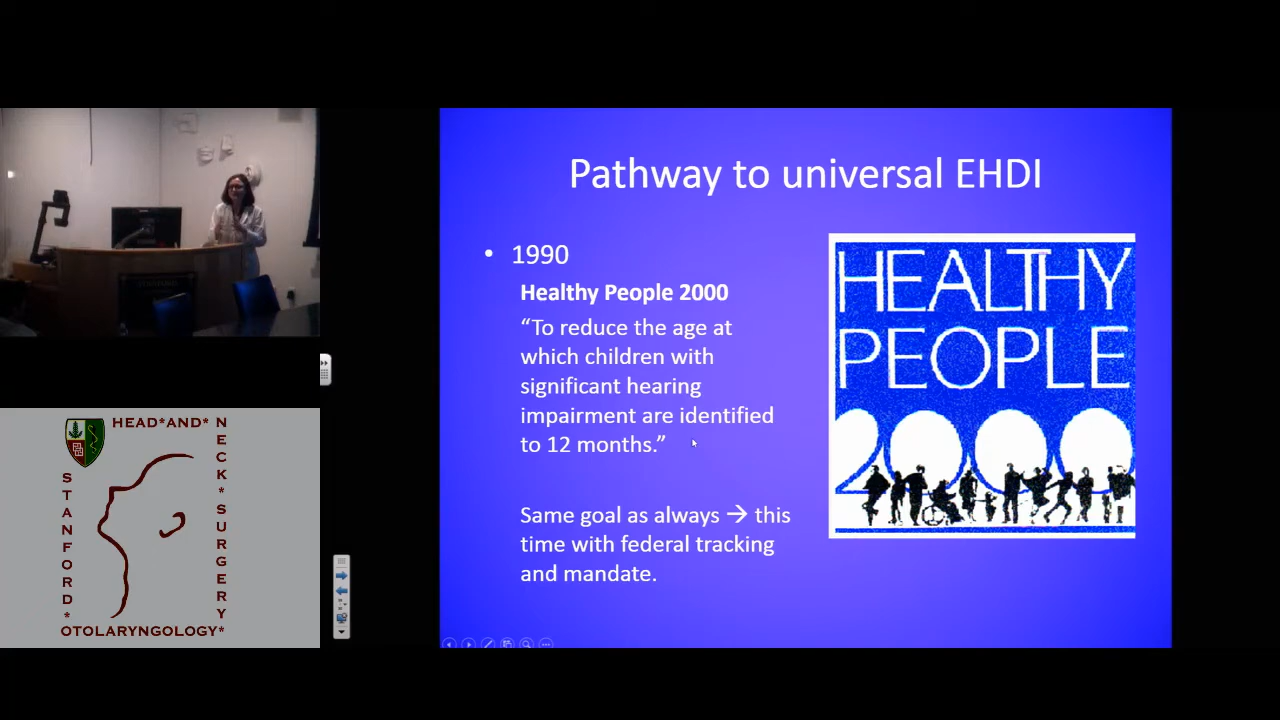 Pathway to universal EHDI
• 1990
Healthy People 2000
“To reduce the age at
which children with
significant hearing
impairment are identified
to 12 months.”
Same goal as always → this
time with federal tracking
and mandate.
HEALTHY
PEOPLE
2000
HEAD*AND*
NECK*SURGERY*
STANFORD*
OTOLARYNGOLOGY*